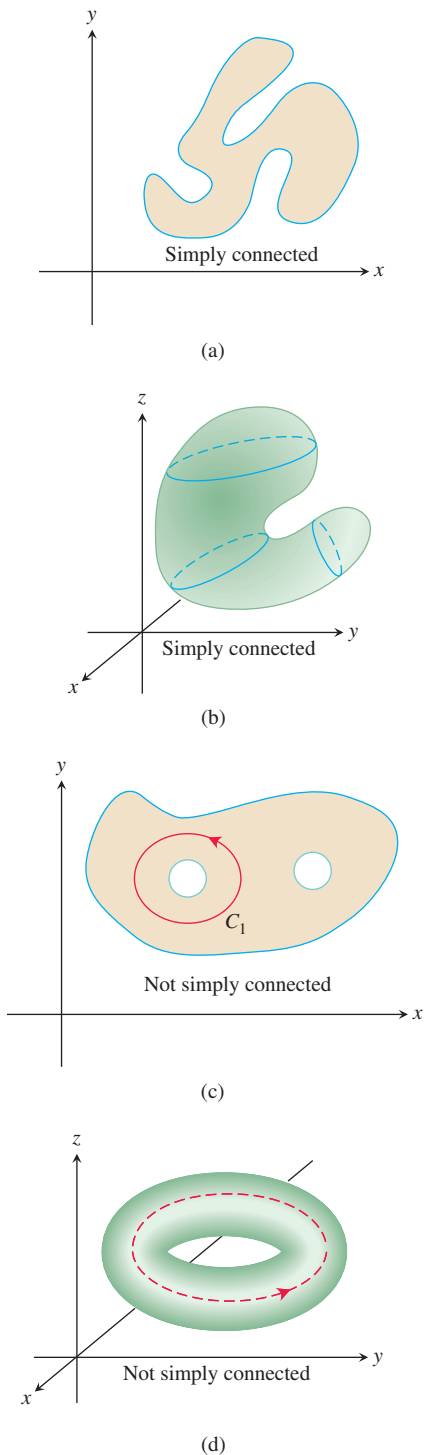 y
Simply connected
x
(a)
z
y
Simply connected
x
(b)
y
C1
Not simply connected
x
(c)
z
y
Not simply connected
x
(d)